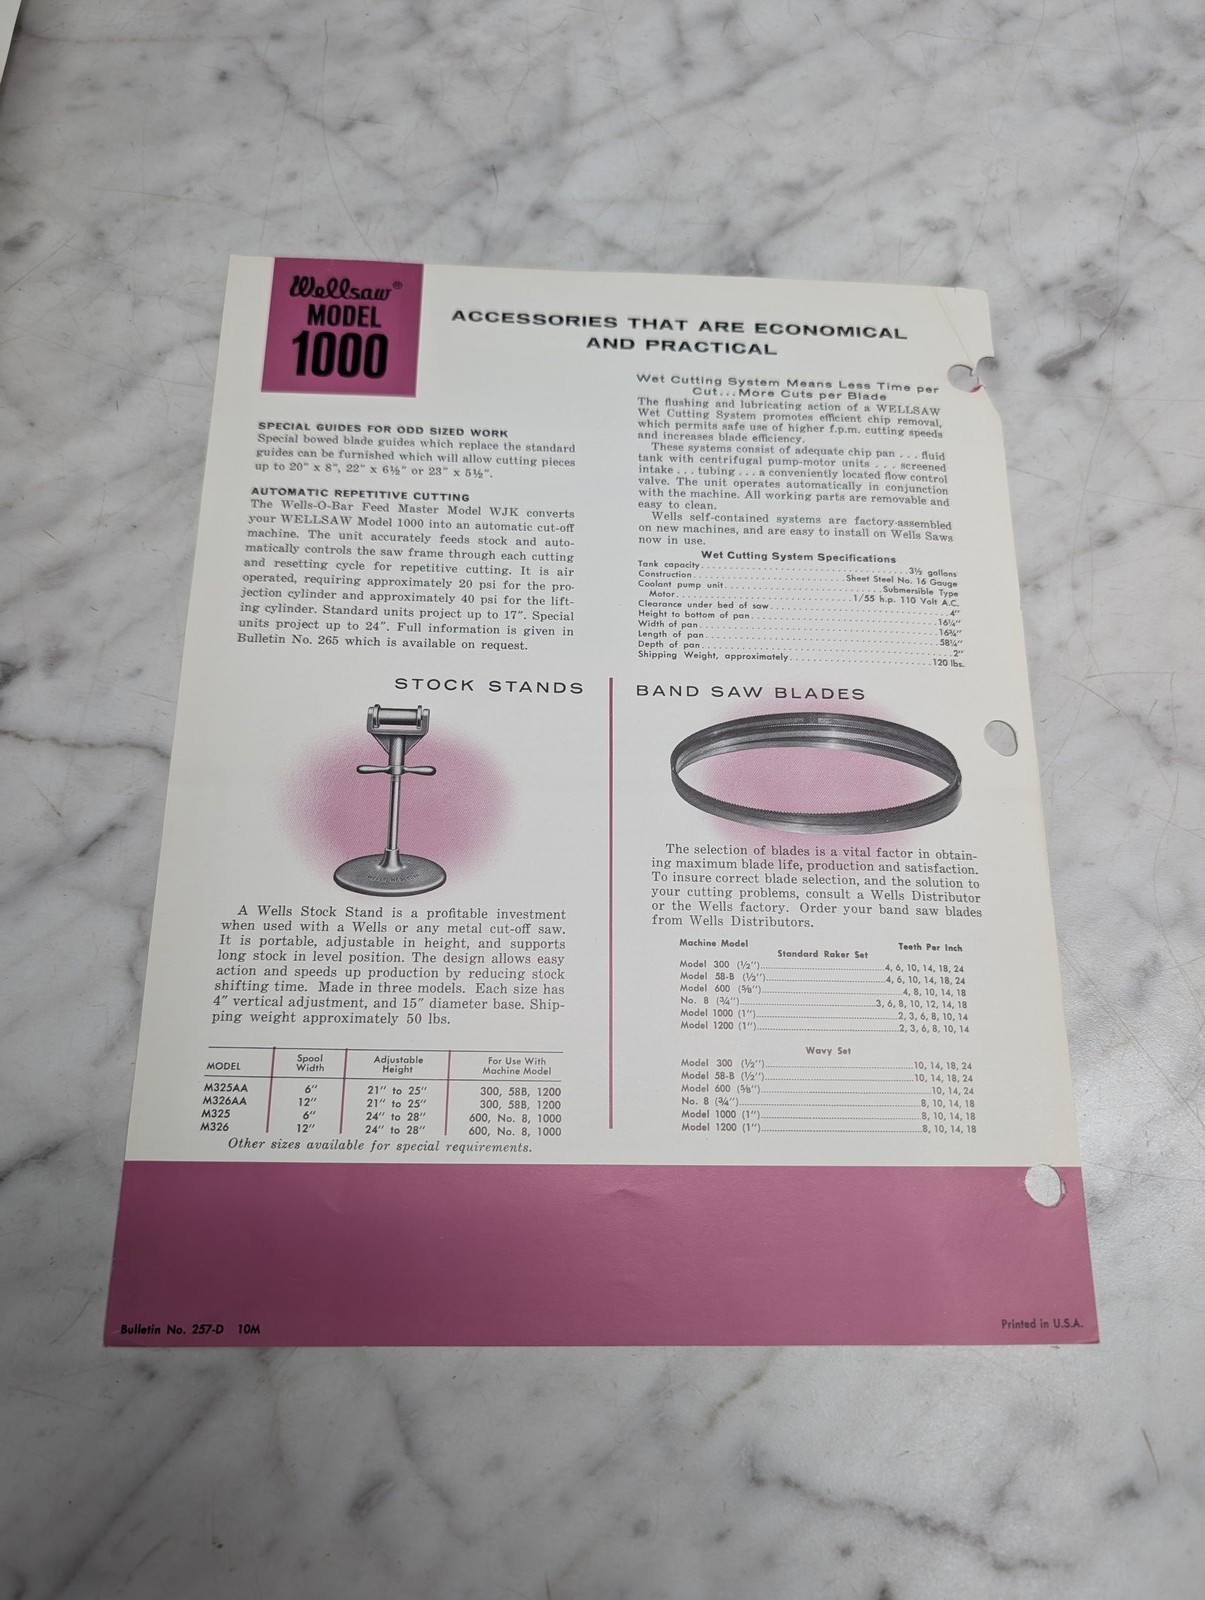 Wellsaw®
MODEL
1000
ACCESSORIES THAT ARE ECONOMICAL
AND PRACTICAL
SPECIAL GUIDES FOR ODD SIZED WORK
Special bowed blade guides which replace the standard
guides can be furnished which will allow cutting pieces
up to 20" x 8", 22" x 6½" or 23" x 5½".
AUTOMATIC REPETITIVE CUTTING
The Wells-O-Bar Feed Master Model WJK converts
your WELLSAW Model 1000 into an automatic cut-off
machine. The unit accurately feeds stock and auto-
matically controls the saw frame through each cutting
and resetting cycle for repetitive cutting. It is air
operated, requiring approximately 20 psi for the pro-
jection cylinder and approximately 40 psi for the lift-
ing cylinder. Standard units project up to 17". Special
units project up to 24". Full information is given in
Bulletin No. 265 which is available on request.
Wet Cutting System Means Less Time per
Cut...More Cuts per Blade
The flushing and lubricating action of a WELLSAW
Wet Cutting System promotes efficient chip removal,
which permits safe use of higher f.p.m. cutting speeds
and increases blade efficiency.
These systems consist of adequate chip pan . . . fluid
tank with centrifugal pump-motor units . . . screened
intake . . . tubing . . . a conveniently located flow control
valve. The unit operates automatically in conjunction
with the machine. All working parts are removable and
easy to clean.
Wells self-contained systems are factory-assembled
on new machines, and are easy to install on Wells Saws
now in use.
Wet Cutting System Specifications
Tank capacity 3½ gallons
Construction Sheet Steel No. 16 Gauge
Coolant pump unit Submersible Type
Motor 1/55 h.p. 110 Volt A.C.
Clearance under bed of saw 4"
Height to bottom of pan 16¼"
Width of pan 16¾"
Length of pan 58¼"
Depth of pan 2"
Shipping Weight, approximately 120 lbs.
STOCK STANDS
A Wells Stock Stand is a profitable investment
when used with a Wells or any metal cut-off saw.
It is portable, adjustable in height, and supports
long stock in level position. The design allows easy
action and speeds up production by reducing stock
shifting time. Made in three models. Each size has
4" vertical adjustment, and 15" diameter base. Ship-
ping weight approximately 50 lbs.
MODEL Spool Width Adjustable Height For Use With Machine Model
M325AA 6" 21" to 25" 300, 58B, 1200
M326AA 12" 21" to 25" 300, 58B, 1200
M325 6" 24" to 28" 600, No. 8, 1000
M326 12" 24" to 28" 600, No. 8, 1000
Other sizes available for special requirements.
BAND SAW BLADES
The selection of blades is a vital factor in obtain-
ing maximum blade life, production and satisfaction.
To insure correct blade selection, and the solution to
your cutting problems, consult a Wells Distributor
or the Wells factory. Order your band saw blades
from Wells Distributors.
Machine Model Teeth Per Inch
Standard Raker Set
Model 300 (½") 4, 6, 10, 14, 18, 24
Model 58-B (½") 4, 6, 10, 14, 18, 24
Model 600 (⅝") 4, 8, 10, 14, 18
No. 8 (¾") 3, 6, 8, 10, 12, 14, 18
Model 1000 (1") 2, 3, 6, 8, 10, 14
Model 1200 (1") 2, 3, 6, 8, 10, 14
Wavy Set
Model 300 (½") 10, 14, 18, 24
Model 58-B (½") 10, 14, 18, 24
Model 600 (⅝") 10, 14, 24
No. 8 (¾") 8, 10, 14, 18
Model 1000 (1") 8, 10, 14, 18
Model 1200 (1") 8, 10, 14, 18
Bulletin No. 257-D 10M
Printed in U.S.A.